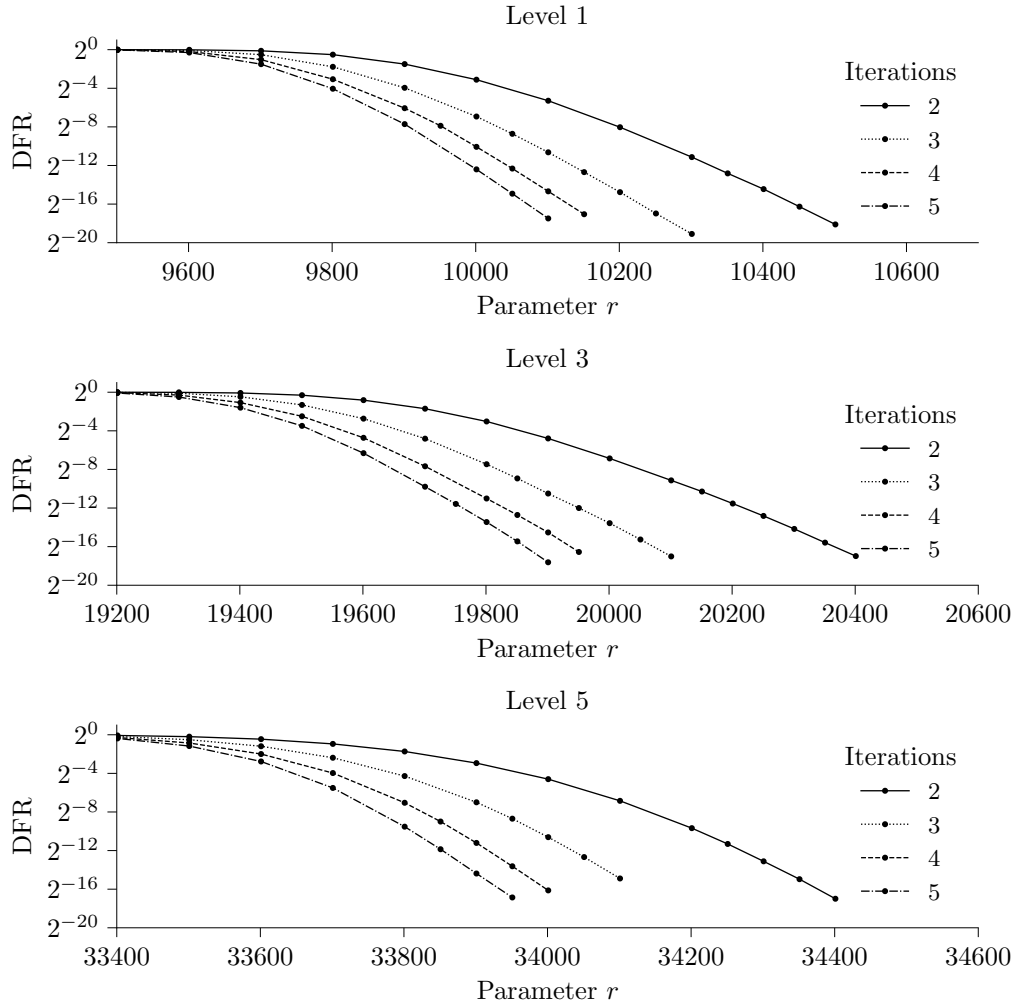 Level 1
DFR
2^0
2^−4
2^−8
2^−12
2^−16
2^−20
9600 9800 10000 10200 10400 10600
Parameter r
Iterations
2
3
4
5
Level 3
DFR
2^0
2^−4
2^−8
2^−12
2^−16
2^−20
19200 19400 19600 19800 20000 20200 20400 20600
Parameter r
Iterations
2
3
4
5
Level 5
DFR
2^0
2^−4
2^−8
2^−12
2^−16
2^−20
33400 33600 33800 34000 34200 34400 34600
Parameter r
Iterations
2
3
4
5